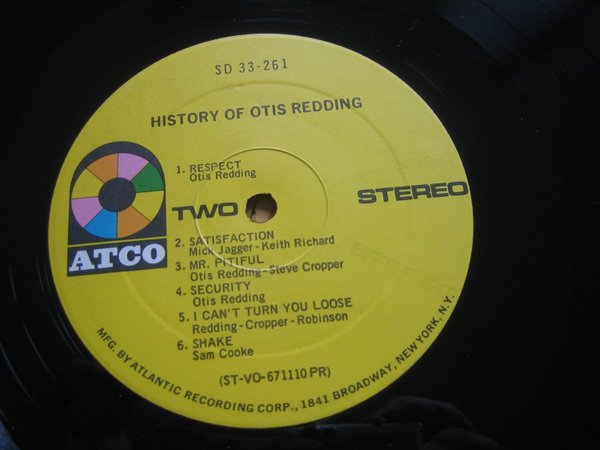 SD 33-261
HISTORY OF OTIS REDDING
1. RESPECT
Otis Redding
TWO
STEREO
ATCO
2. SATISFACTION
Mick Jagger-Keith Richard
3. MR. PITIFUL
Otis Redding-Steve Cropper
4. SECURITY
Otis Redding
5. I CAN'T TURN YOU LOOSE
Redding-Cropper-Robinson
6. SHAKE
Sam Cooke
(ST-VO-671110 PR)
MFG. BY ATLANTIC RECORDING CORP., 1841 BROADWAY, NEW YORK, N.Y.